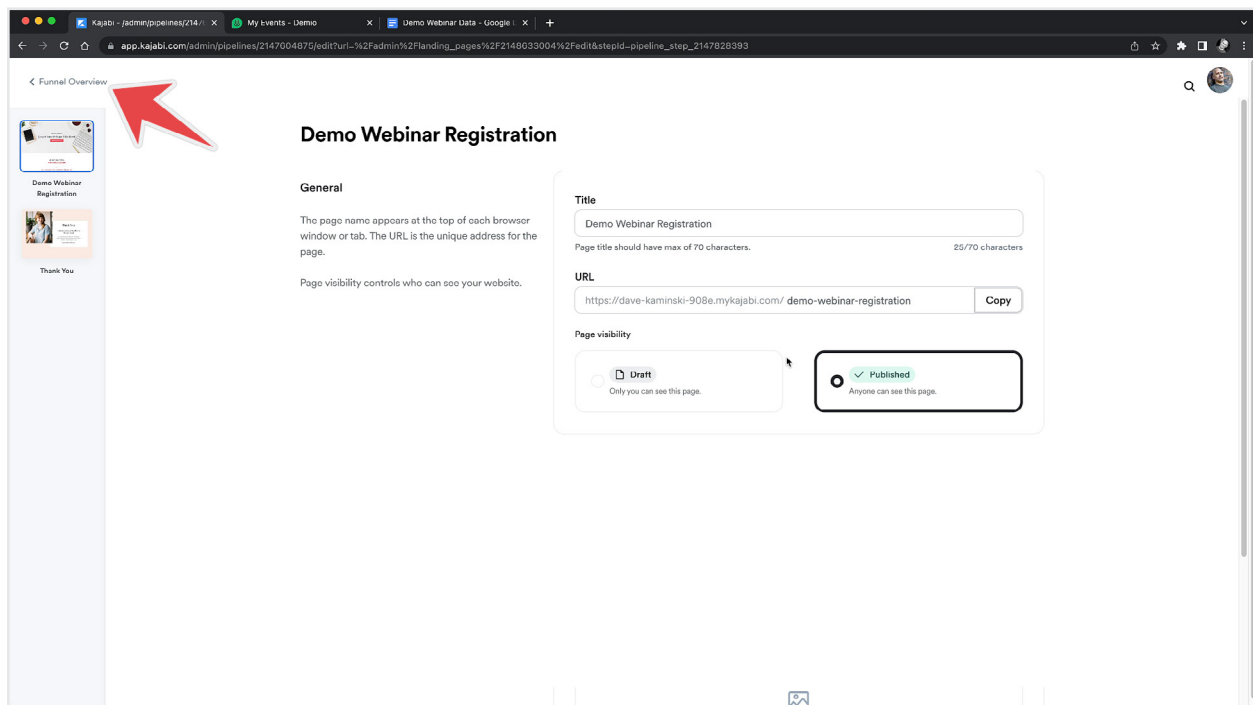 Kajabi - /admin/pipelines/2147
My Events - Demio
Demo Webinar Data - Google
app.kajabi.com/admin/pipelines/2147004875/edit?url=%2Fadmin%2Flanding_pages%2F2148633004%2Fedit&stepId=pipeline_step_2147828393
Funnel Overview
Demo Webinar
Registration
Thank You
Thank You
Demo Webinar Registration
General
The page name appears at the top of each browser
window or tab. The URL is the unique address for the
page.
Page visibility controls who can see your website.
Title
Demo Webinar Registration
Page title should have max of 70 characters.
25/70 characters
URL
https://dave-kaminski-908e.mykajabi.com/ demo-webinar-registration
Copy
Page visibility
Draft
Only you can see this page.
Published
Anyone can see this page.